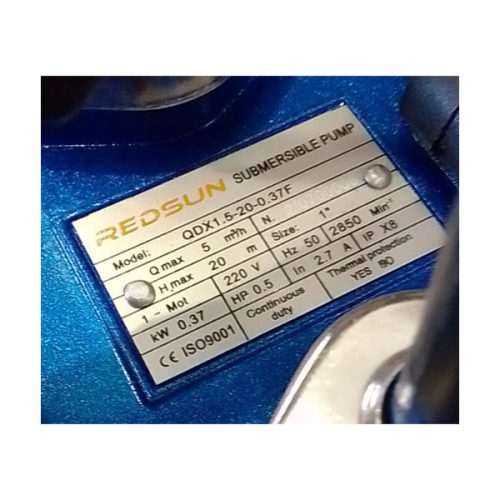 REDSUN SUBMERSIBLE PUMP
Model: QDX1.5-20-0.37F
Q.max 5 m³/h N.
H.max 20 m Size: 1"
1 ~ Mot 220 V Hz 50 2850 Min⁻¹
kW 0.37 HP 0.5 In 2.7 A IP X8
CE ISO9001 Continuous duty Thermal protection
YES NO